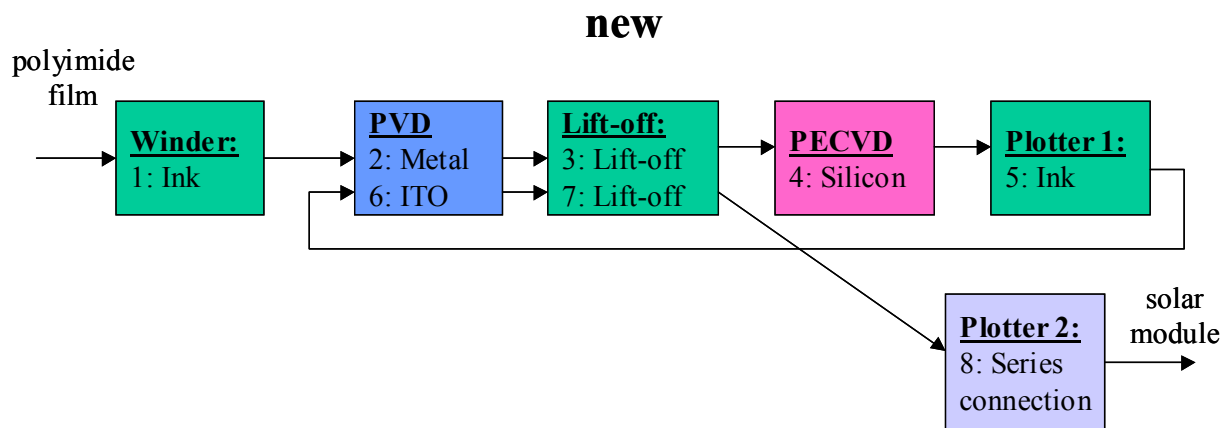 new
polyimide
film
Winder:
1: Ink
PVD
2: Metal
6: ITO
Lift-off:
3: Lift-off
7: Lift-off
PECVD
4: Silicon
Plotter 1:
5: Ink
Plotter 2:
8: Series
connection
solar
module